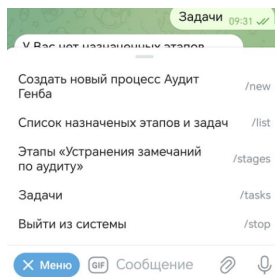 Задачи 09:31
У Вас нет назначенных этапов
Создать новый процесс Аудит
Генба
/new
Список назначеных этапов и задач /list
Этапы «Устранения замечаний
по аудиту»
/stages
Задачи /tasks
Выйти из системы /stop
Меню GIF Сообщение